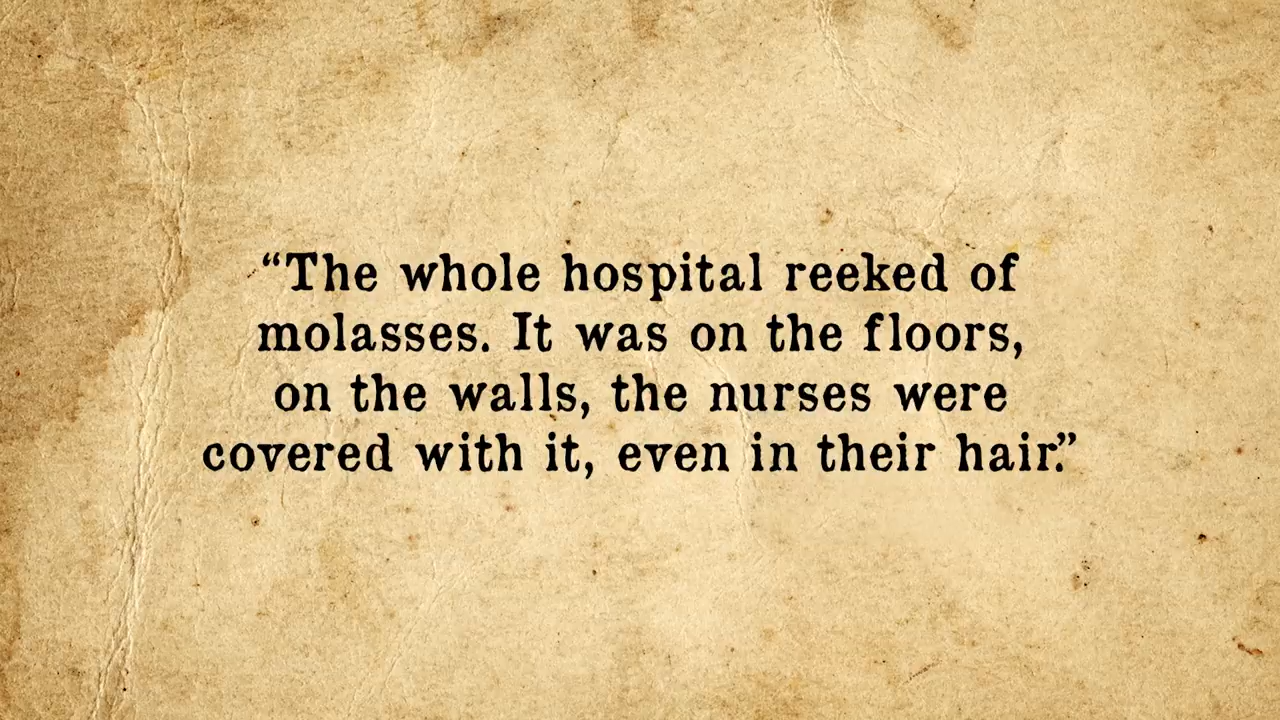 “The whole hospital reeked of
molasses. It was on the floors,
on the walls, the nurses were
covered with it, even in their hair.”